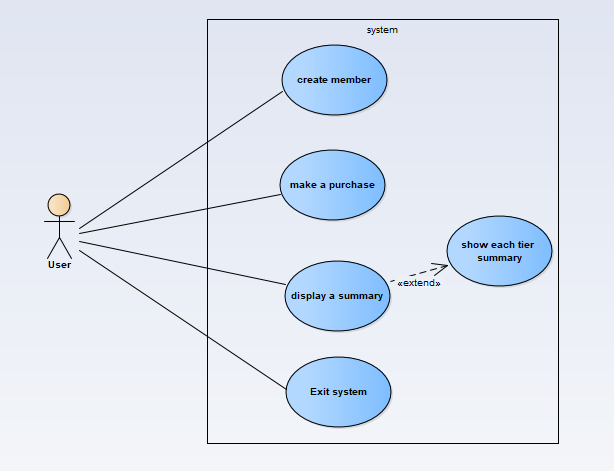 system
create member
make a purchase
show each tier
summary
User
«extend»
display a summary
Exit system